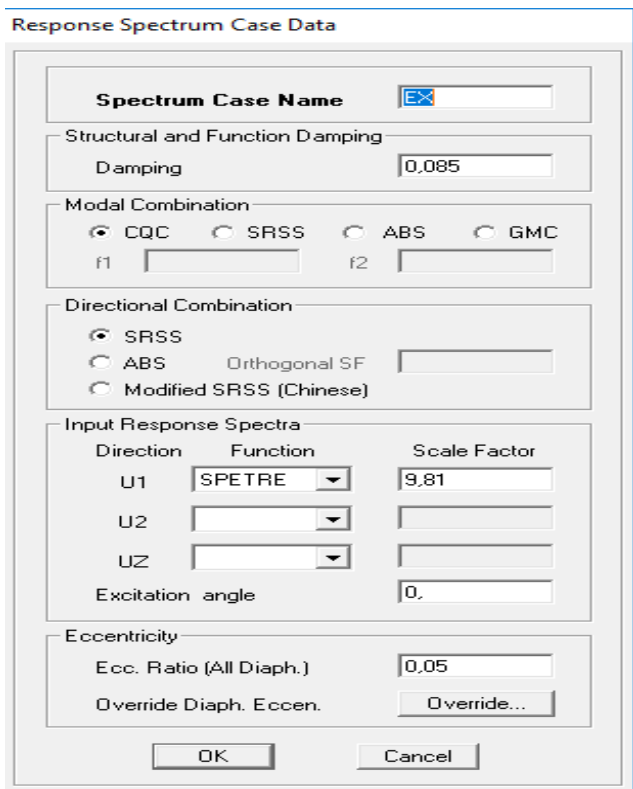 Response Spectrum Case Data
Spectrum Case Name EX
Structural and Function Damping
Damping 0,085
Modal Combination
CQC SRSS ABS GMC
f1 f2
Directional Combination
SRSS
ABS Orthogonal SF
Modified SRSS (Chinese)
Input Response Spectra
Direction Function Scale Factor
U1 SPETRE 9,81
U2
UZ
Excitation angle 0,
Eccentricity
Ecc. Ratio (All Diaph.) 0,05
Override Diaph. Eccen. Override...
OK Cancel